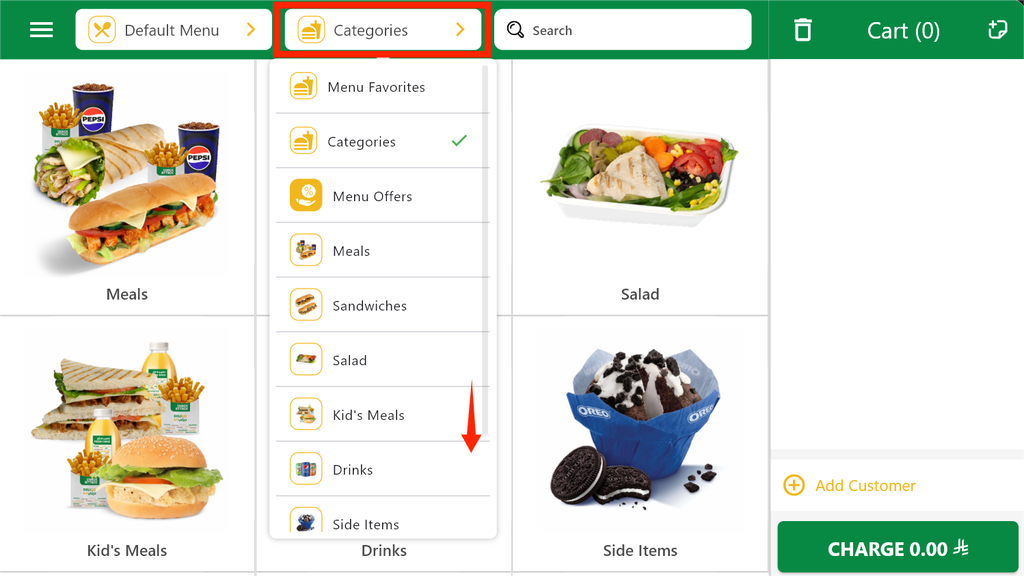 Default Menu
Categories
Search
Cart (0)
Menu Favorites
Categories
Menu Offers
Meals
Sandwiches
Salad
Kid's Meals
Drinks
Side Items
PEPSI
PEPSI
Meals
Salad
OREO
OREO
Kid's Meals
Drinks
Side Items
Add Customer
CHARGE 0.00